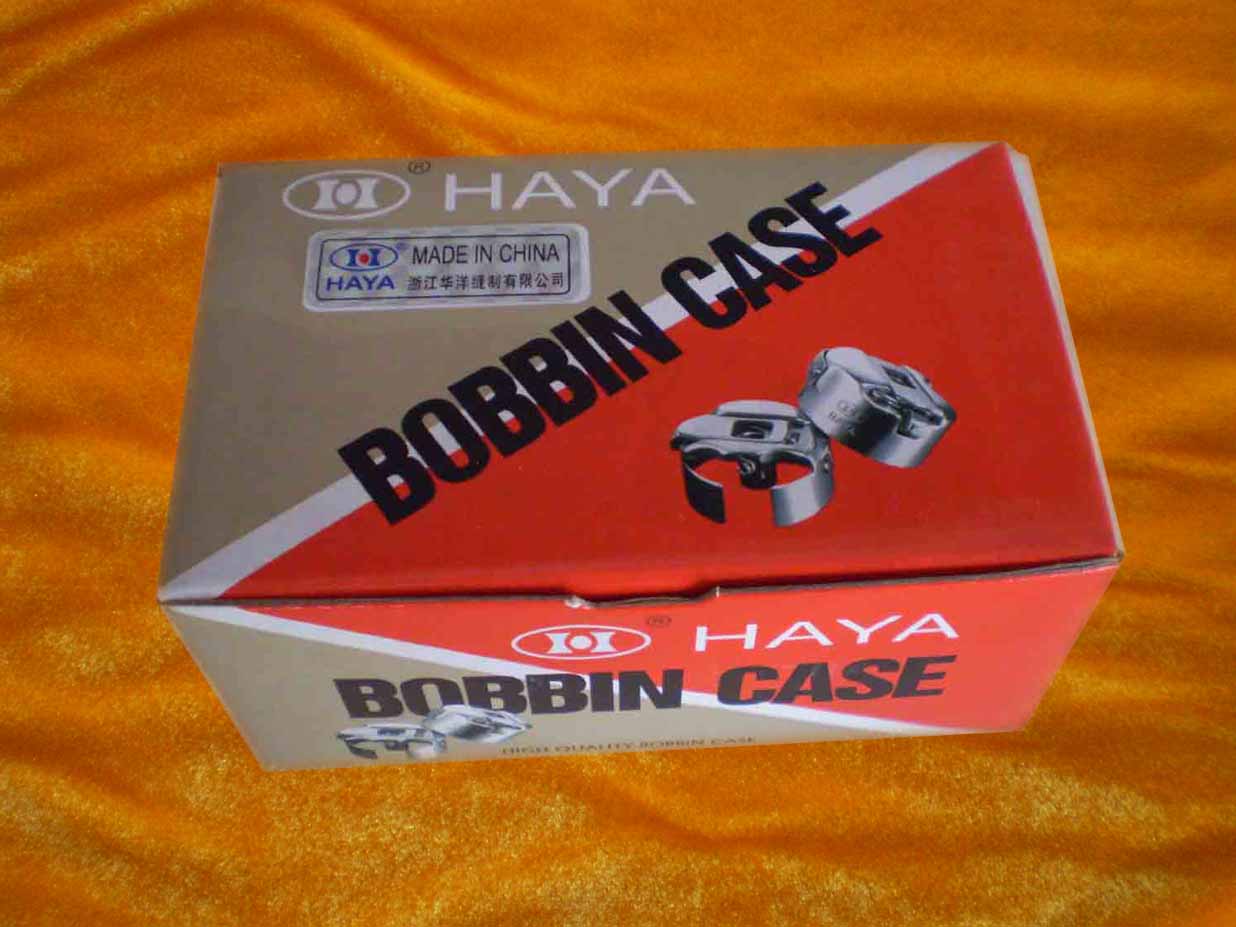 ® HAYA
® MADE IN CHINA
HAYA 浙江华洋缝制有限公司
BOBBIN CASE
® HAYA
BOBBIN CASE
HIGH QUALITY BOBBIN CASE